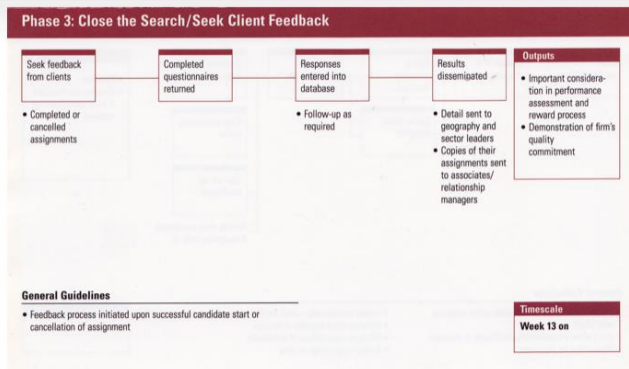 Phase 3: Close the Search/Seek Client Feedback
Seek feedback
from clients
• Completed or
cancelled
assignments
Completed
questionnaires
returned
Responses
entered into
database
• Follow-up as
required
Results
disseminated
• Detail sent to
geography and
sector leaders
• Copies of their
assignments sent
to associates/
relationship
managers
Outputs
• Important considera-
tion in performance
assessment and
reward process
• Demonstration of firm's
quality
commitment
General Guidelines
• Feedback process initiated upon successful candidate start or
cancellation of assignment
Timescale
Week 13 on